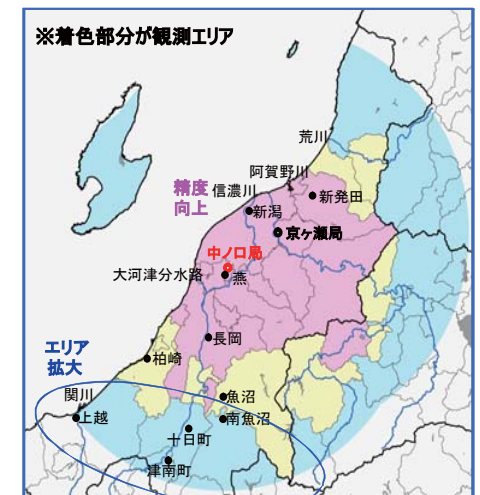 ※着色部分が観測エリア
荒川
阿賀野川
精度
向上
信濃川
新発田
新潟
京ヶ瀬局
中ノ口局
大河津分水路
燕
長岡
エリア
拡大
柏崎
関川
魚沼
上越
南魚沼
十日町
津南町